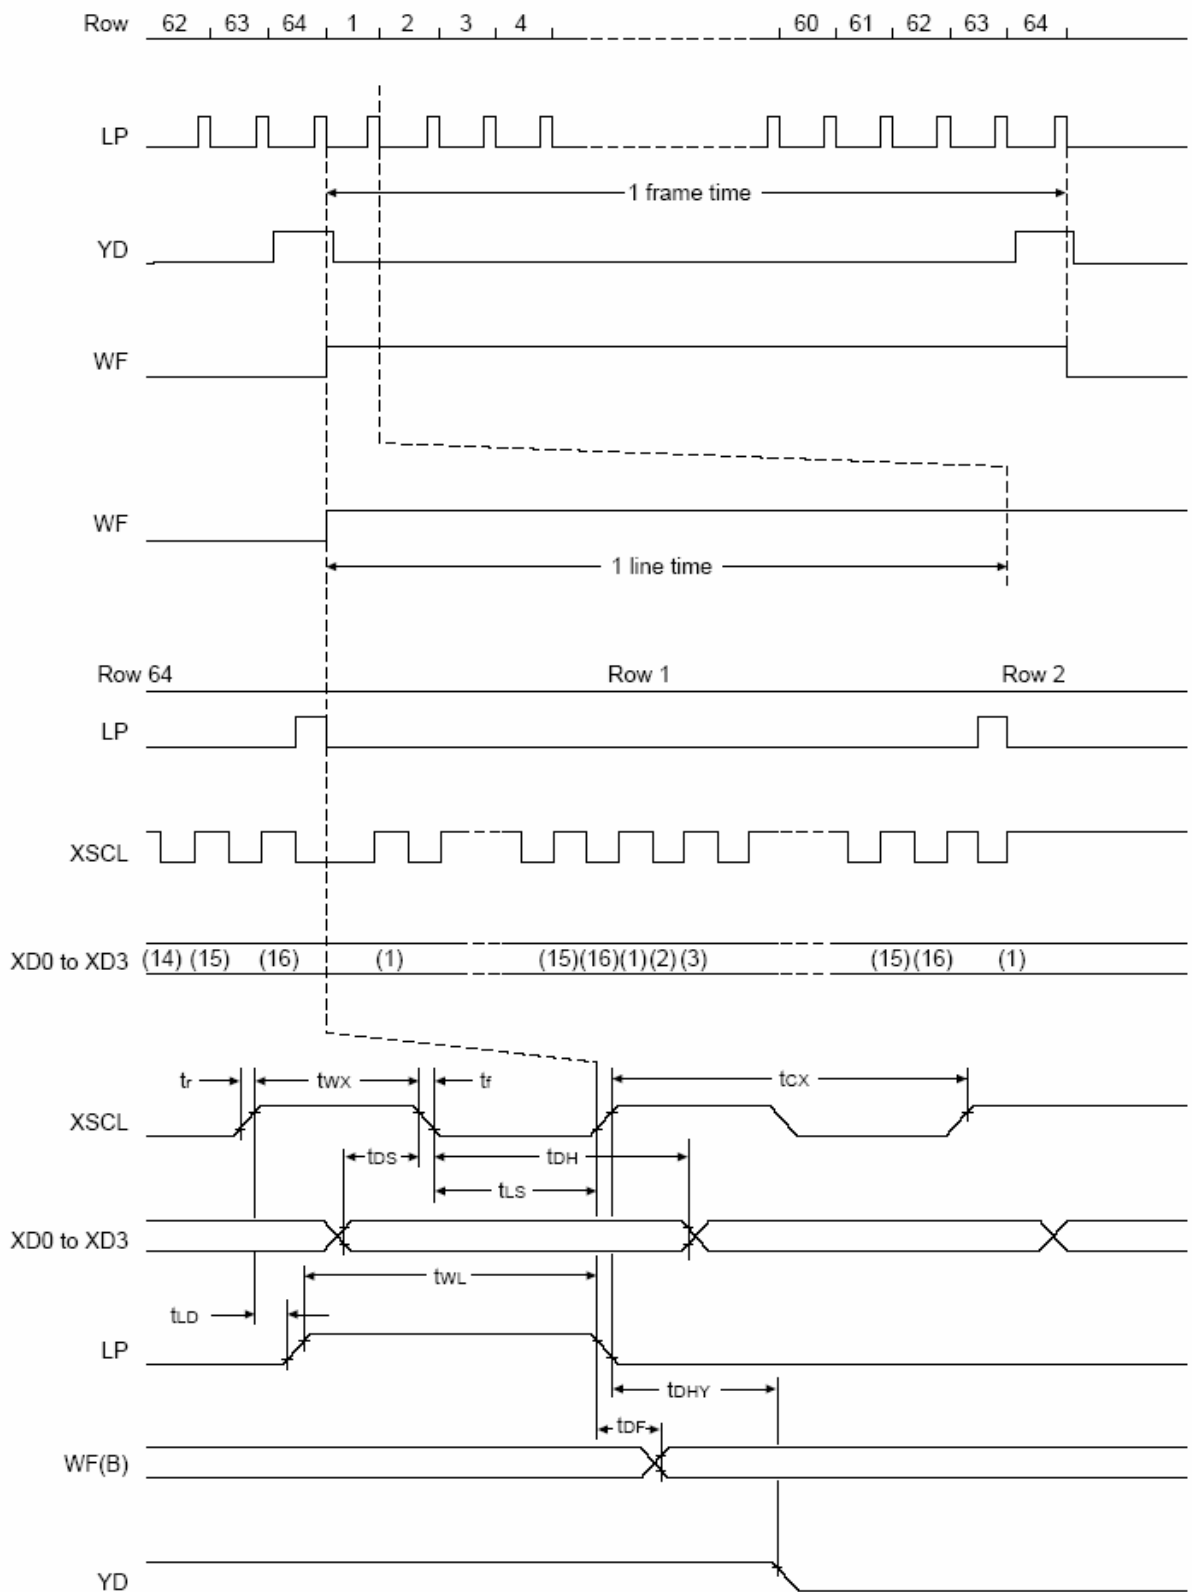 Row 62 63 64 1 2 3 4 60 61 62 63 64
LP
1 frame time
YD
WF
WF
1 line time
Row 64 Row 1 Row 2
LP
XSCL
XD0 to XD3 (14) (15) (16) (1) (15)(16)(1)(2)(3) (15)(16) (1)
tr tWX tf tCX
XSCL
tDS tDH
tLS
XD0 to XD3
tWL
tLD
LP
tDHY
tDF
WF(B)
YD